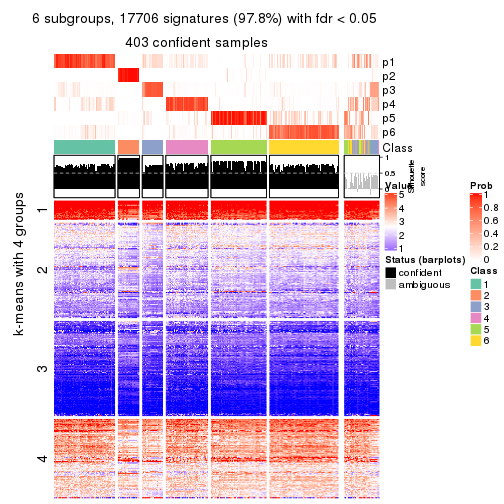 6 subgroups, 17706 signatures (97.8%) with fdr < 0.05
403 confident samples
p1
p2
p3
p4
p5
p6
Class
1
0.5
0
Silhouette
score
k-means with 4 groups
1
2
3
4
Value
5
4
3
2
1
Status (barplots)
confident
ambiguous
Prob
1
0.8
0.6
0.4
0.2
0
Class
1
2
3
4
5
6